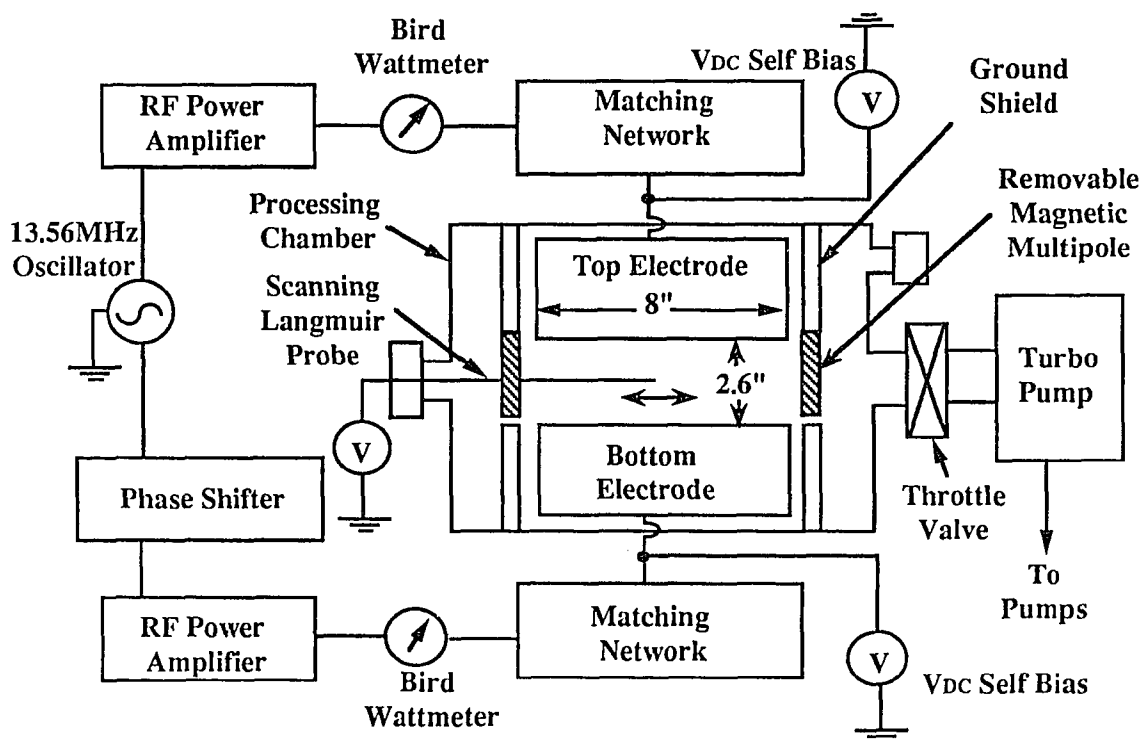 Bird
Wattmeter
VDC Self Bias
Ground
Shield
RF Power
Amplifier
Matching
Network
V
Removable
Magnetic
Multipole
Processing
Chamber
13.56MHz
Oscillator
Top Electrode
8"
Scanning
Langmuir
Probe
2.6"
Turbo
Pump
V
Bottom
Electrode
Phase Shifter
Throttle
Valve
To
Pumps
RF Power
Amplifier
Matching
Network
V
Bird
Wattmeter
VDC Self Bias